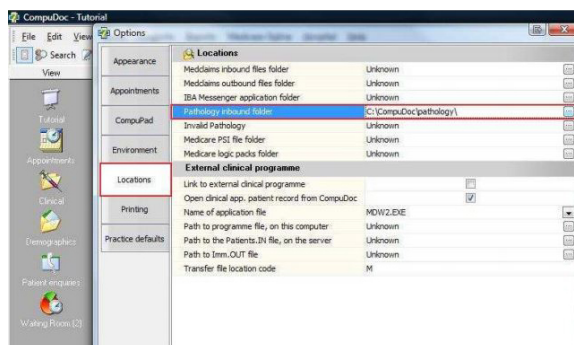 CompuDoc - Tutorial
File Edit View
Options
Search
View
Tutorial
Appointments
Clinical
Demographics
Patient enquiries
Waiting Room (2)
Appearance
Appointments
CompuPad
Environment
Locations
Printing
Practice defaults
Locations
Meddaims inbound files folder Unknown
Meddaims outbound files folder Unknown
IBA Messenger application folder Unknown
Pathology inbound folder C:\CompuDoc\pathology\
Invalid Pathology Unknown
Medicare PSI file folder Unknown
Medicare logic packs folder Unknown
External clinical programme
Link to external clinical programme
Open clinical app. patient record from CompuDoc
Name of application file MDW2.EXE
Path to programme file, on this computer Unknown
Path to the Patients.IN file, on the server Unknown
Path to Imm.OUT file Unknown
Transfer file location code M